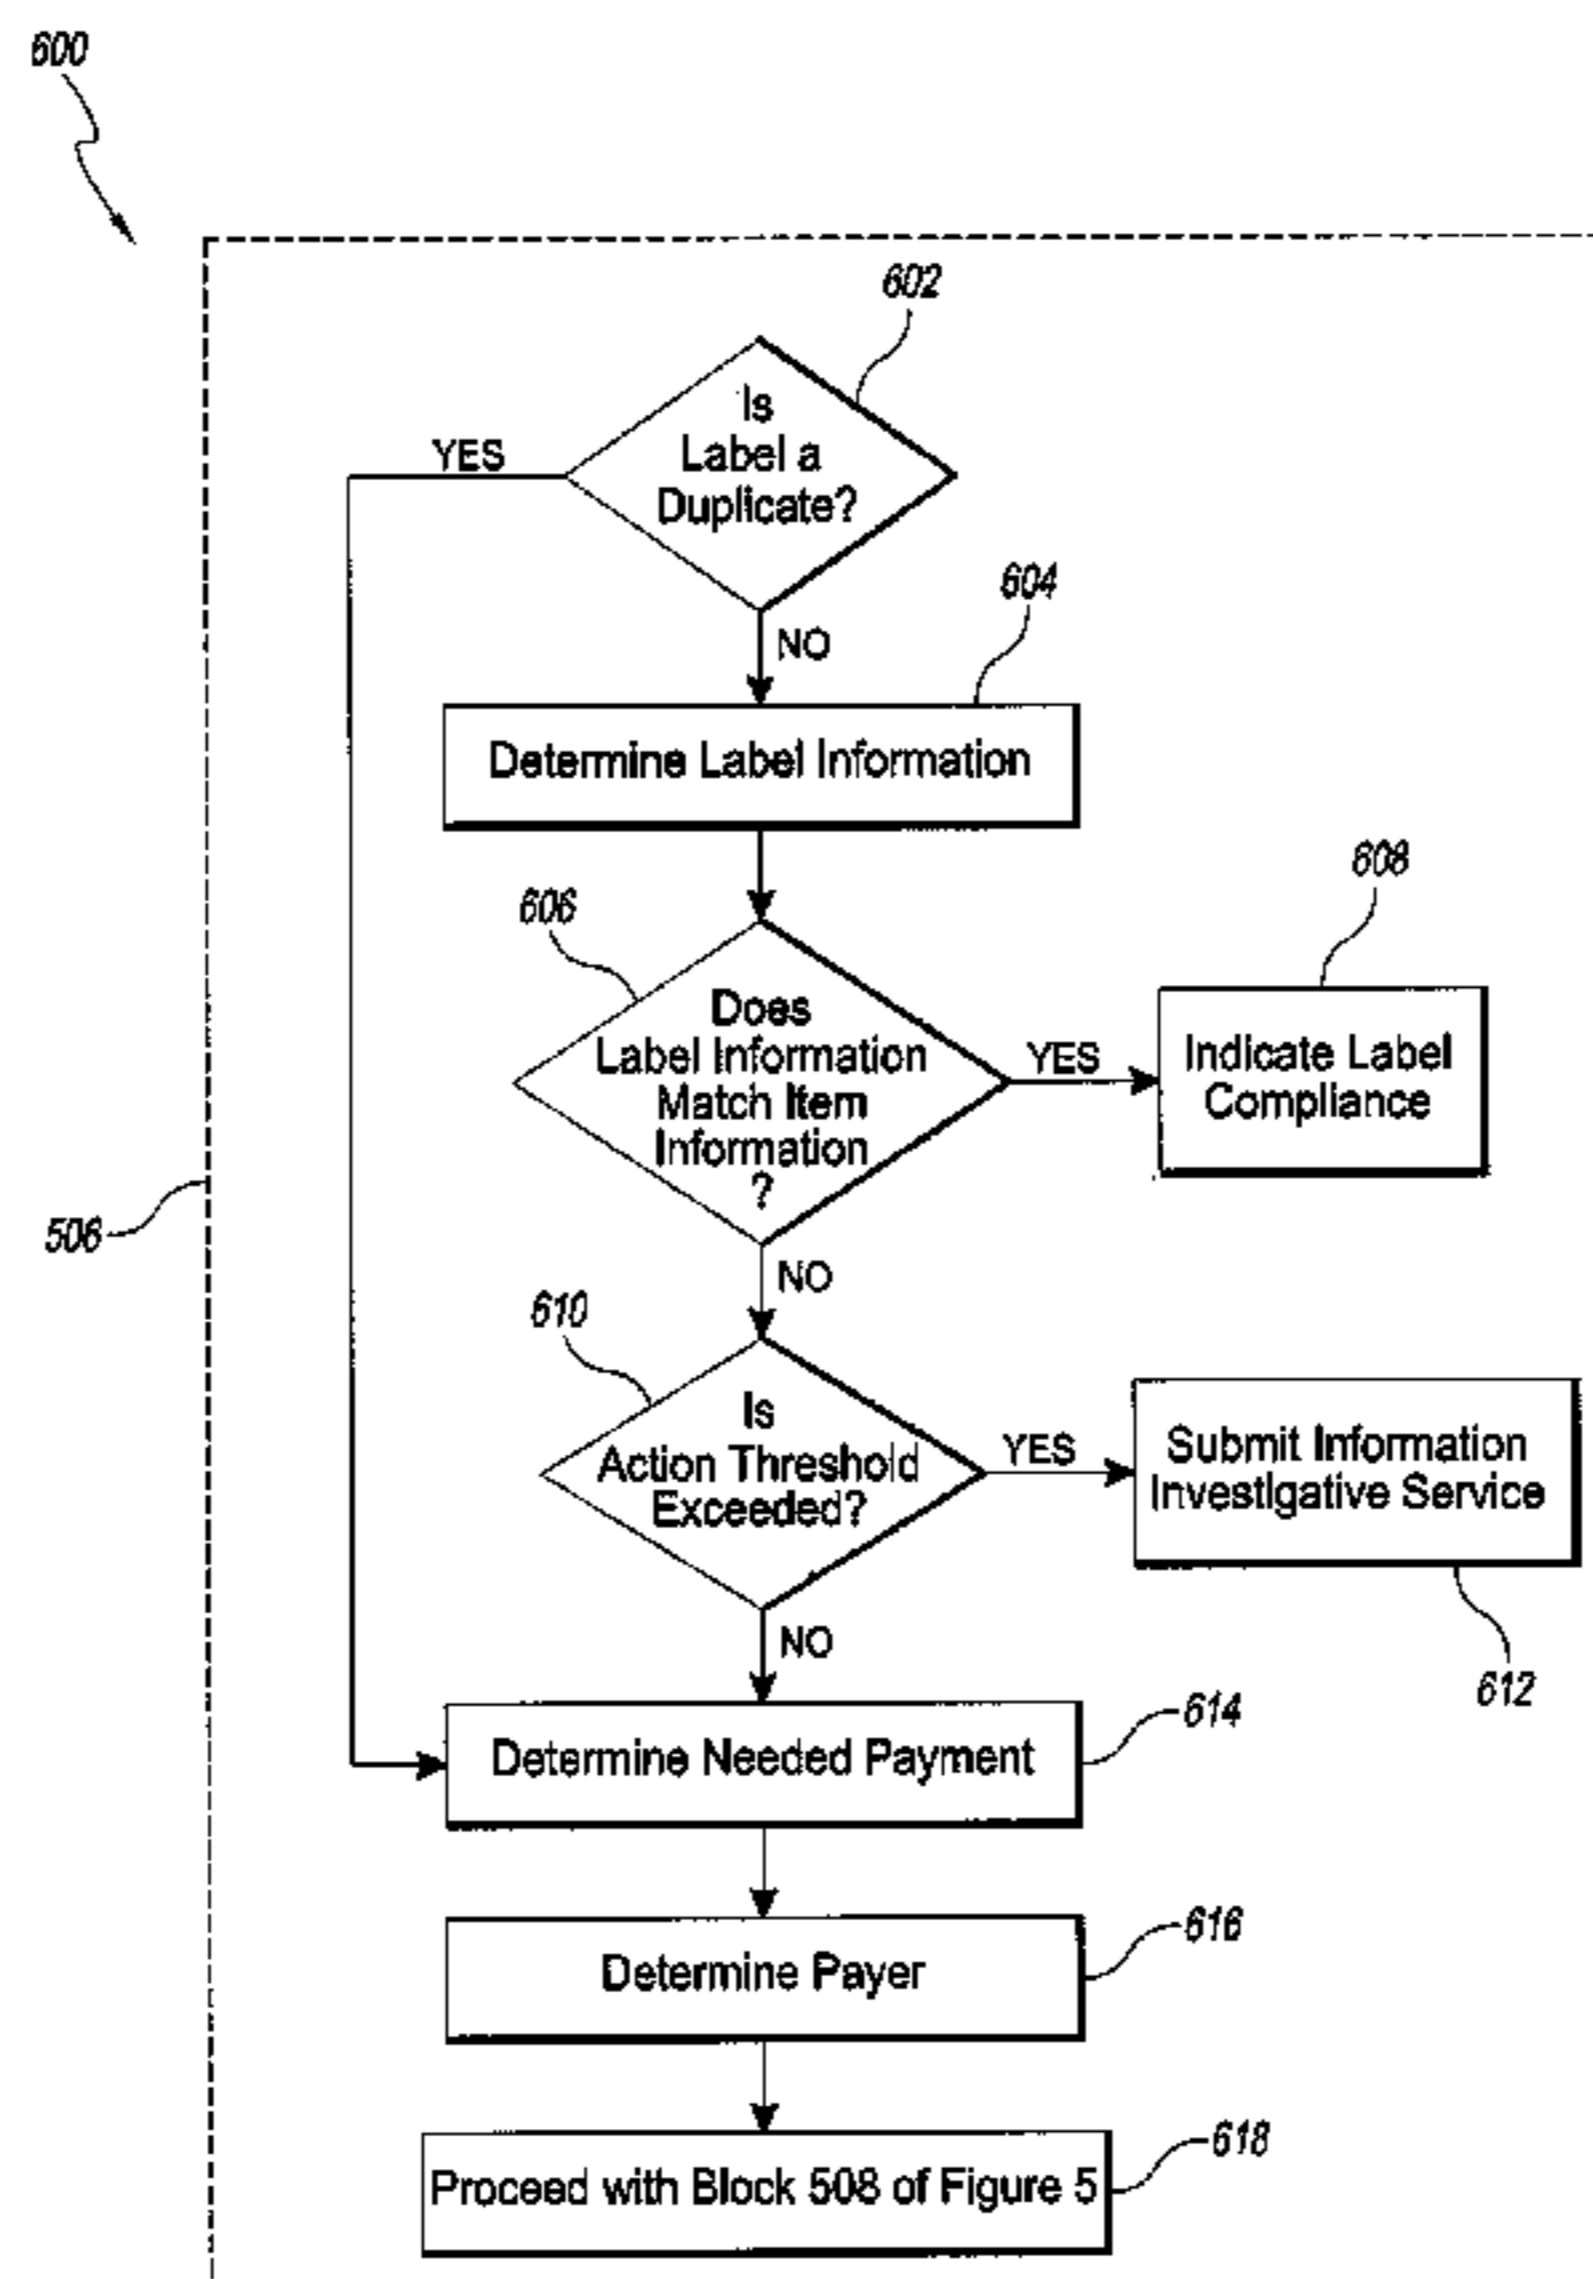 600
602
Is
Label a
Duplicate?
YES
NO
604
Determine Label Information
606
Does
Label Information
Match Item
Information
?
YES
608
Indicate Label
Compliance
506
NO
610
Is
Action Threshold
Exceeded?
YES
Submit Information
Investigative Service
612
NO
614
Determine Needed Payment
616
Determine Payer
618
Proceed with Block 508 of Figure 5